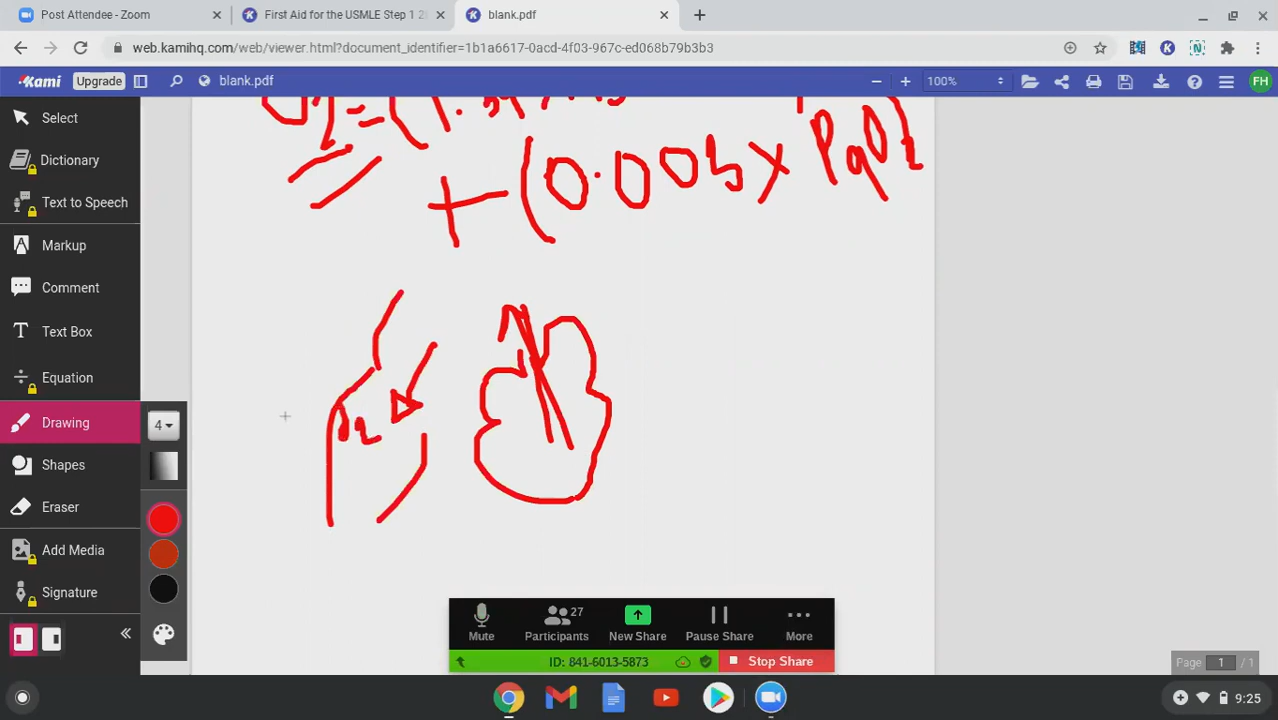 Post Attendee - Zoom
First Aid for the USMLE Step 1 2
blank.pdf
web.kamihq.com/web/viewer.html?document_identifier=1b1a6617-0acd-4f03-967c-ed068b79b3b3
Kami
Upgrade
blank.pdf
100%
FH
Select
Dictionary
Text to Speech
Markup
Comment
Text Box
Equation
Drawing
4
Shapes
Eraser
Add Media
Signature
+ (0.003 x PaO2
O2
Mute
Participants
27
New Share
Pause Share
More
ID: 841-6013-5873
Stop Share
Page 1 / 1
9:25